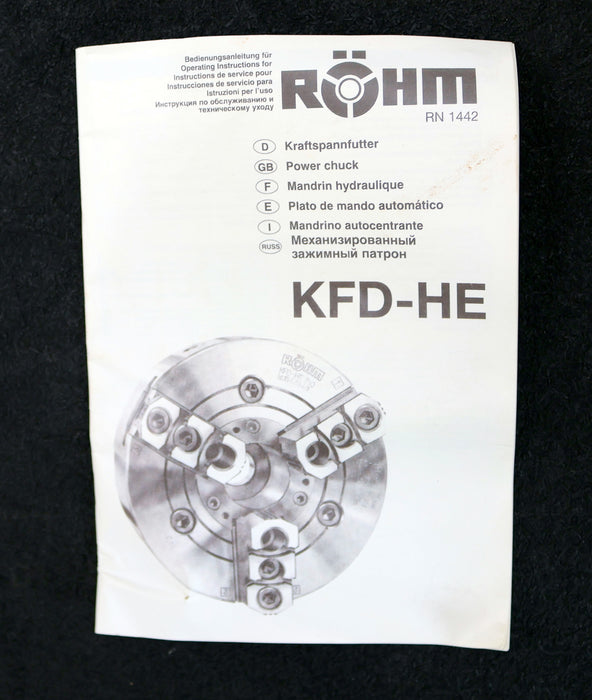 Bedienungsanleitung für
Operating Instructions for
Instructions de service pour
Instrucciones de servicio para
Istruzioni per l'uso
Инструкция по обслуживанию и
техническому уходу
RÖHM
RN 1442
D Kraftspannfutter
GB Power chuck
F Mandrin hydraulique
E Plato de mando automático
I Mandrino autocentrante
RUSS Механизированный
зажимный патрон
KFD-HE
RÖHM